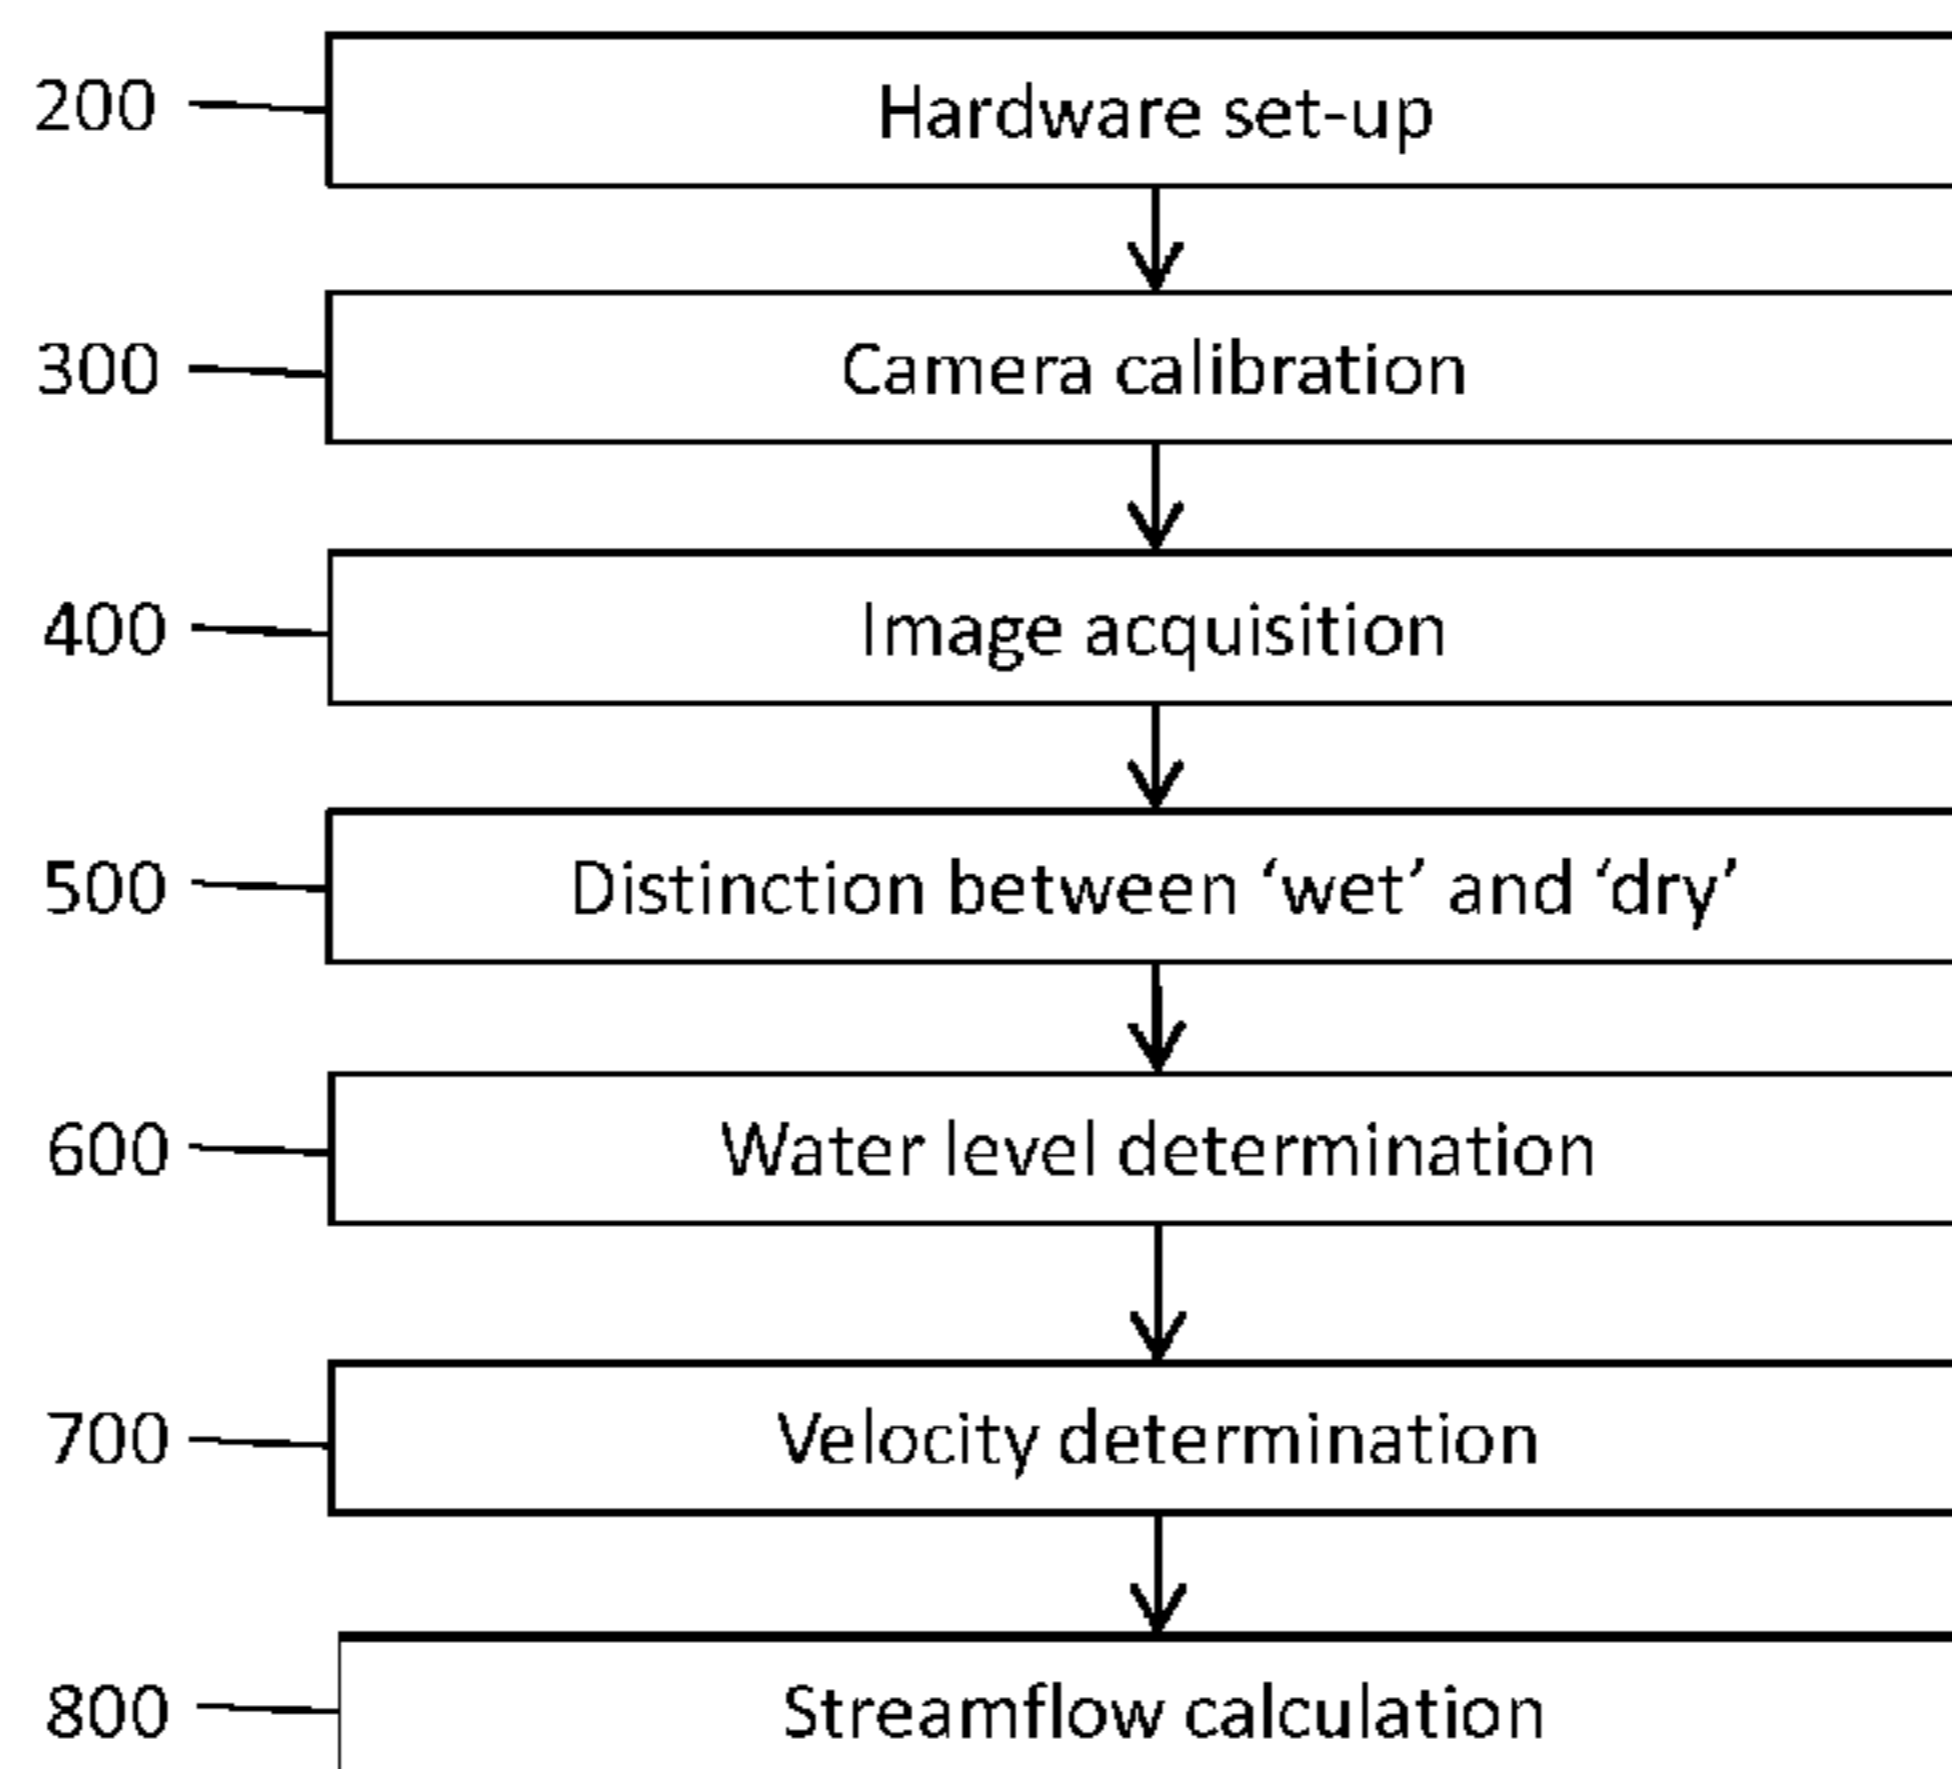 200 Hardware set-up
300 Camera calibration
400 Image acquisition
500 Distinction between ‘wet’ and ‘dry’
600 Water level determination
700 Velocity determination
800 Streamflow calculation